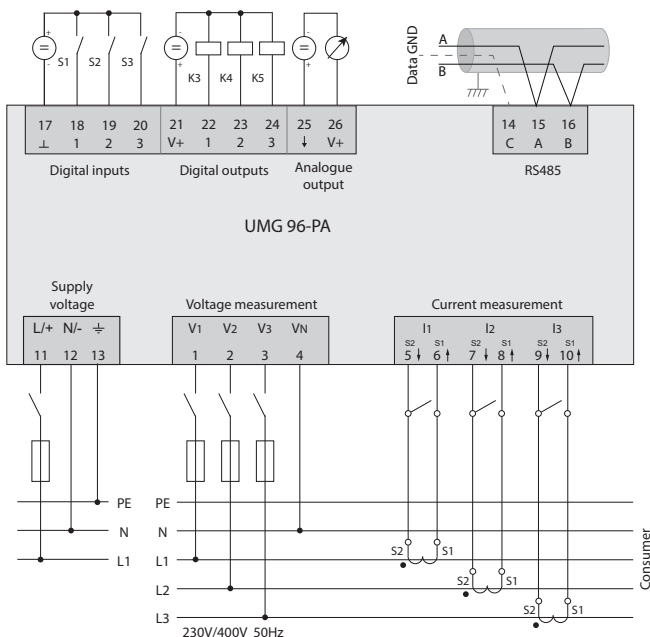 +
-
S1
S2
S3
-
+
K3
K4
K5
-
+
Data GND
A
B
17 18 19 20 21 22 23 24 25 26
⊥ 1 2 3 V+ 1 2 3 ↓ V+
14 15 16
C A B
Digital inputs
Digital outputs
Analogue
output
RS485
UMG 96-PA
Supply
voltage
Voltage measurement
Current measurement
L/+ N/-
V1 V2 V3 VN
I1 I2 I3
S2 S1 S2 S1 S2 S1
11 12 13
1 2 3 4
5 ↓ 6 ↑ 7 ↓ 8 ↑ 9 ↓ 10 ↑
PE
N
L1
PE
N
L1
L2
L3
S2 S1
S2 S1
S2 S1
Consumer
230V/400V 50Hz